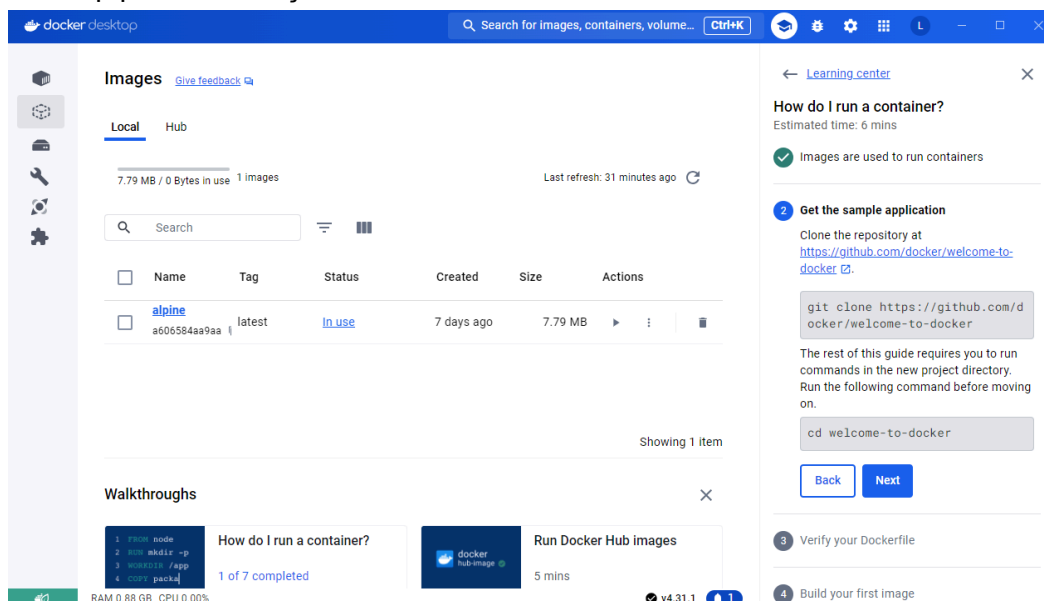 docker desktop
Search for images, containers, volume... Ctrl+K
L
Images Give feedback
Local Hub
7.79 MB / 0 Bytes in use 1 images
Last refresh: 31 minutes ago
Search
Name Tag Status Created Size Actions
alpine
a606584aa9aa
latest In use 7 days ago 7.79 MB
Showing 1 item
Walkthroughs
1 FROM node
2 RUN mkdir -p
3 WORKDIR /app
4 COPY packa
How do I run a container?
1 of 7 completed
docker
hub-image
Run Docker Hub images
5 mins
RAM 0.88 GB CPU 0.00%
v4.31.1 1
Learning center
How do I run a container?
Estimated time: 6 mins
Images are used to run containers
2 Get the sample application
Clone the repository at
https://github.com/docker/welcome-to-
docker.
git clone https://github.com/d
ocker/welcome-to-docker
The rest of this guide requires you to run
commands in the new project directory.
Run the following command before moving
on.
cd welcome-to-docker
Back Next
3 Verify your Dockerfile
4 Build your first image